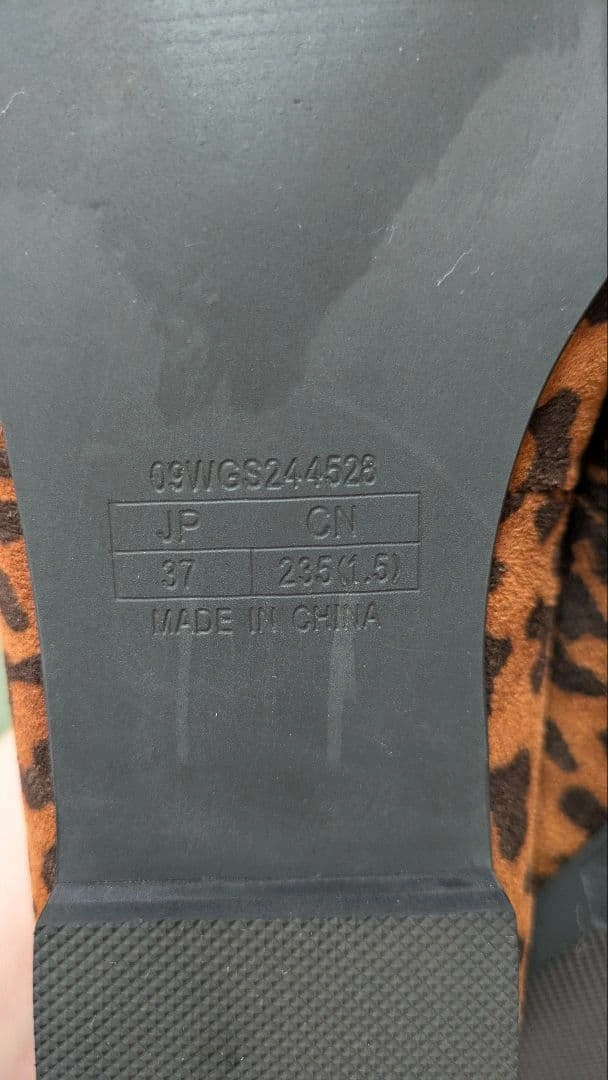 09WGS244528
JP CN
37 235(1.5)
MADE IN CHINA